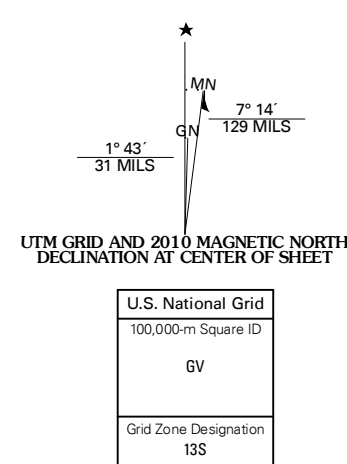 ★
MN
7° 14´
129 MILS
GN
1° 43´
31 MILS
UTM GRID AND 2010 MAGNETIC NORTH
DECLINATION AT CENTER OF SHEET
U.S. National Grid
100,000-m Square ID
GV
Grid Zone Designation
13S